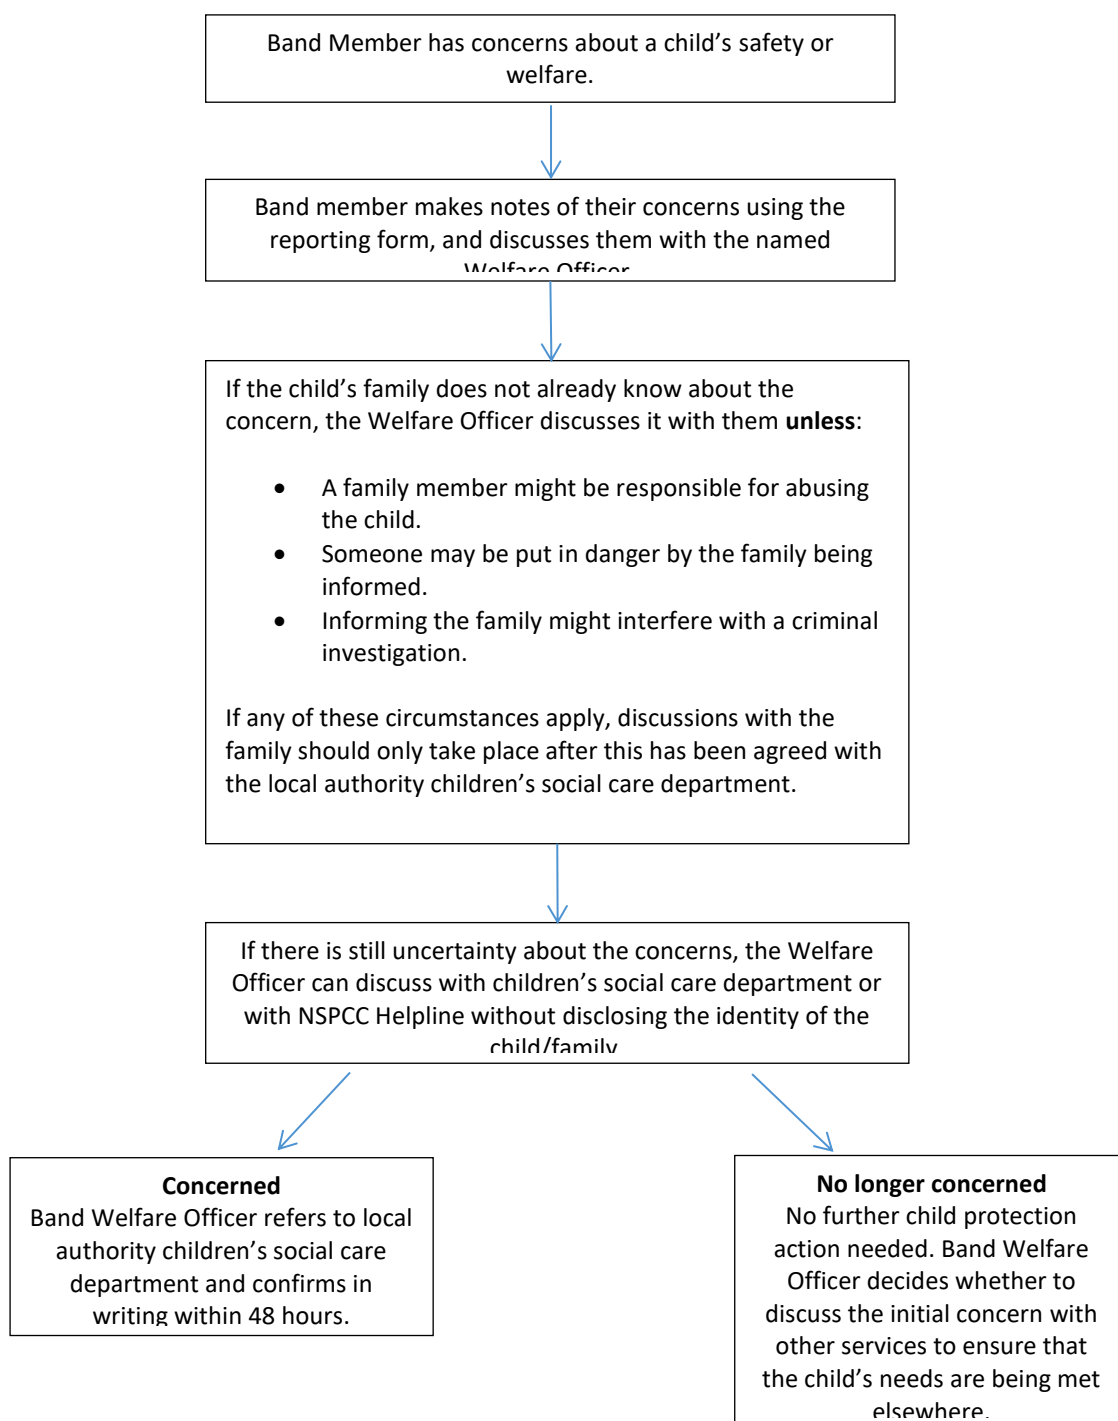 Band Member has concerns about a child’s safety or
welfare.
Band member makes notes of their concerns using the
reporting form, and discusses them with the named
Welfare Officer
If the child’s family does not already know about the
concern, the Welfare Officer discusses it with them unless:
• A family member might be responsible for abusing
the child.
• Someone may be put in danger by the family being
informed.
• Informing the family might interfere with a criminal
investigation.
If any of these circumstances apply, discussions with the
family should only take place after this has been agreed with
the local authority children’s social care department.
If there is still uncertainty about the concerns, the Welfare
Officer can discuss with children’s social care department or
with NSPCC Helpline without disclosing the identity of the
child/family
Concerned
Band Welfare Officer refers to local
authority children’s social care
department and confirms in
writing within 48 hours.
No longer concerned
No further child protection
action needed. Band Welfare
Officer decides whether to
discuss the initial concern with
other services to ensure that
the child’s needs are being met
elsewhere.